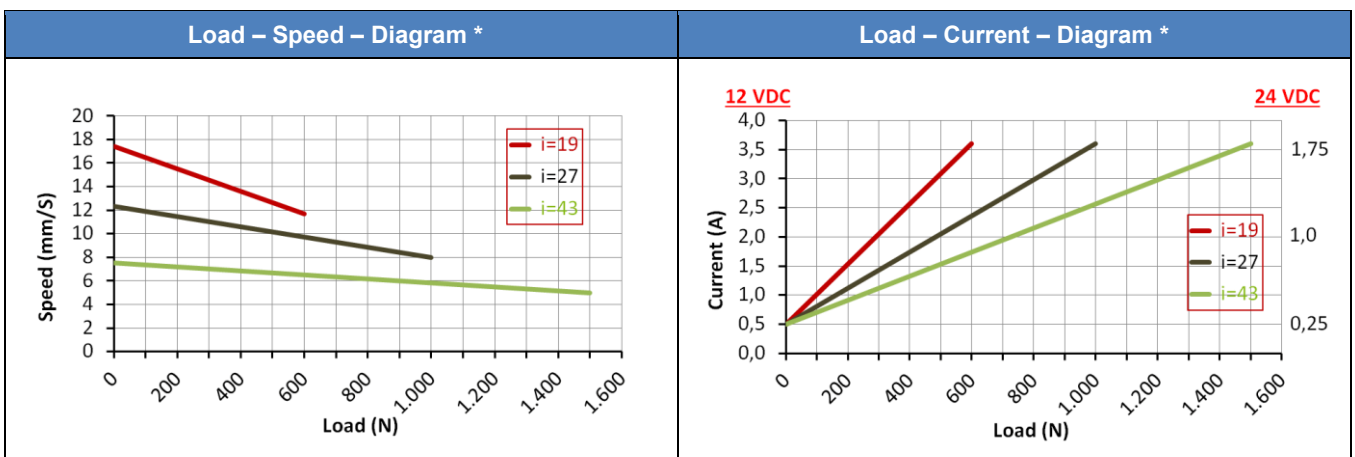 Load – Speed – Diagram *
Load – Current – Diagram *
20
18
16
14
12
10
8
6
4
2
0
Speed (mm/S)
i=19
i=27
i=43
0
200
400
600
800
1.000
1.200
1.400
1.600
Load (N)
12 VDC
24 VDC
4,0
3,5
3,0
2,5
2,0
1,5
1,0
0,5
0,0
Current (A)
1,75
1,0
0,25
i=19
i=27
i=43
0
200
400
600
800
1.000
1.200
1.400
1.600
Load (N)